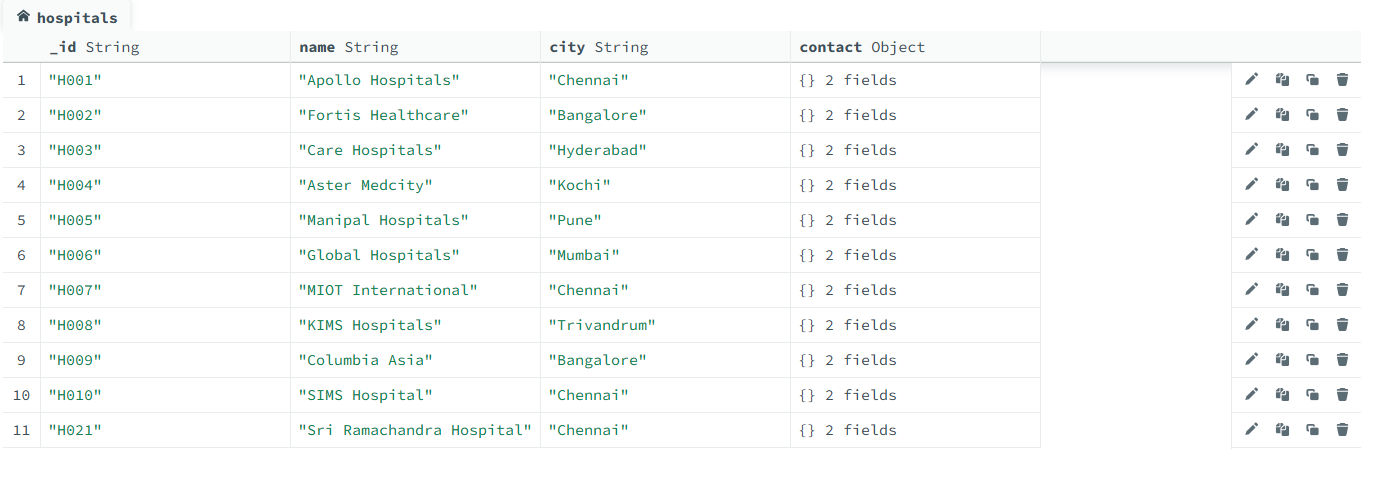 hospitals
_id String name String city String contact Object
1 "H001" "Apollo Hospitals" "Chennai" {} 2 fields
2 "H002" "Fortis Healthcare" "Bangalore" {} 2 fields
3 "H003" "Care Hospitals" "Hyderabad" {} 2 fields
4 "H004" "Aster Medcity" "Kochi" {} 2 fields
5 "H005" "Manipal Hospitals" "Pune" {} 2 fields
6 "H006" "Global Hospitals" "Mumbai" {} 2 fields
7 "H007" "MIOT International" "Chennai" {} 2 fields
8 "H008" "KIMS Hospitals" "Trivandrum" {} 2 fields
9 "H009" "Columbia Asia" "Bangalore" {} 2 fields
10 "H010" "SIMS Hospital" "Chennai" {} 2 fields
11 "H021" "Sri Ramachandra Hospital" "Chennai" {} 2 fields